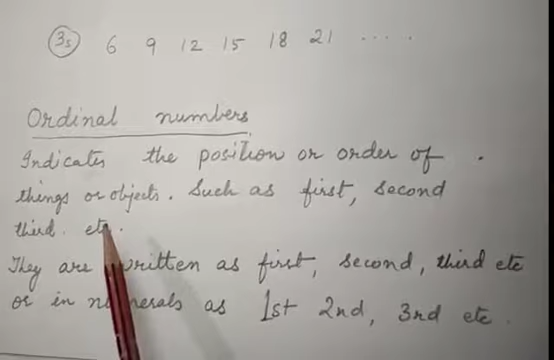 3s 6 9 12 15 18 21 .....
Ordinal numbers
Indicates the position or order of .
things or objects. Such as first, second
third. etc.
They are written as first, second, third etc
or in numerals as 1st 2nd, 3rd etc.